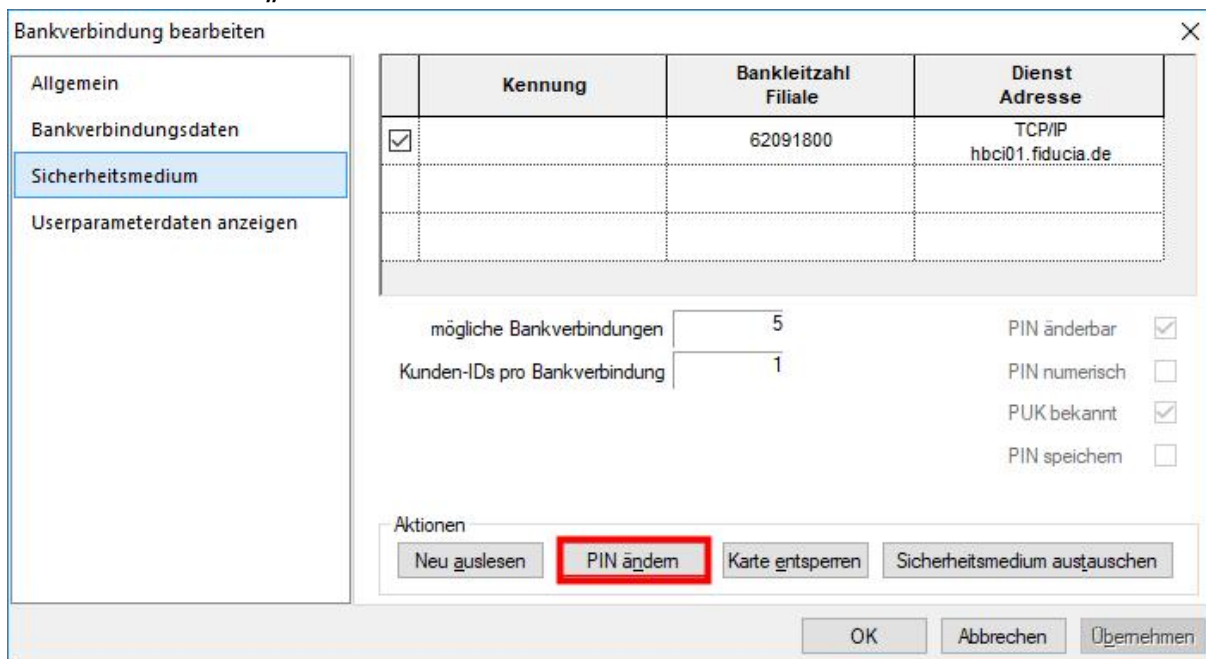 „
Bankverbindung bearbeiten
Allgemein
Bankverbindungsdaten
Sicherheitsmedium
Userparameterdaten anzeigen
Kennung
Bankleitzahl
Filiale
Dienst
Adresse
62091800
TCP/IP
hbci01.fiducia.de
mögliche Bankverbindungen 5
PIN änderbar
Kunden-IDs pro Bankverbindung 1
PIN numerisch
PUK bekannt
PIN speichern
Aktionen
Neu auslesen
PIN ändern
Karte entsperren
Sicherheitsmedium austauschen
OK
Abbrechen
Übernehmen